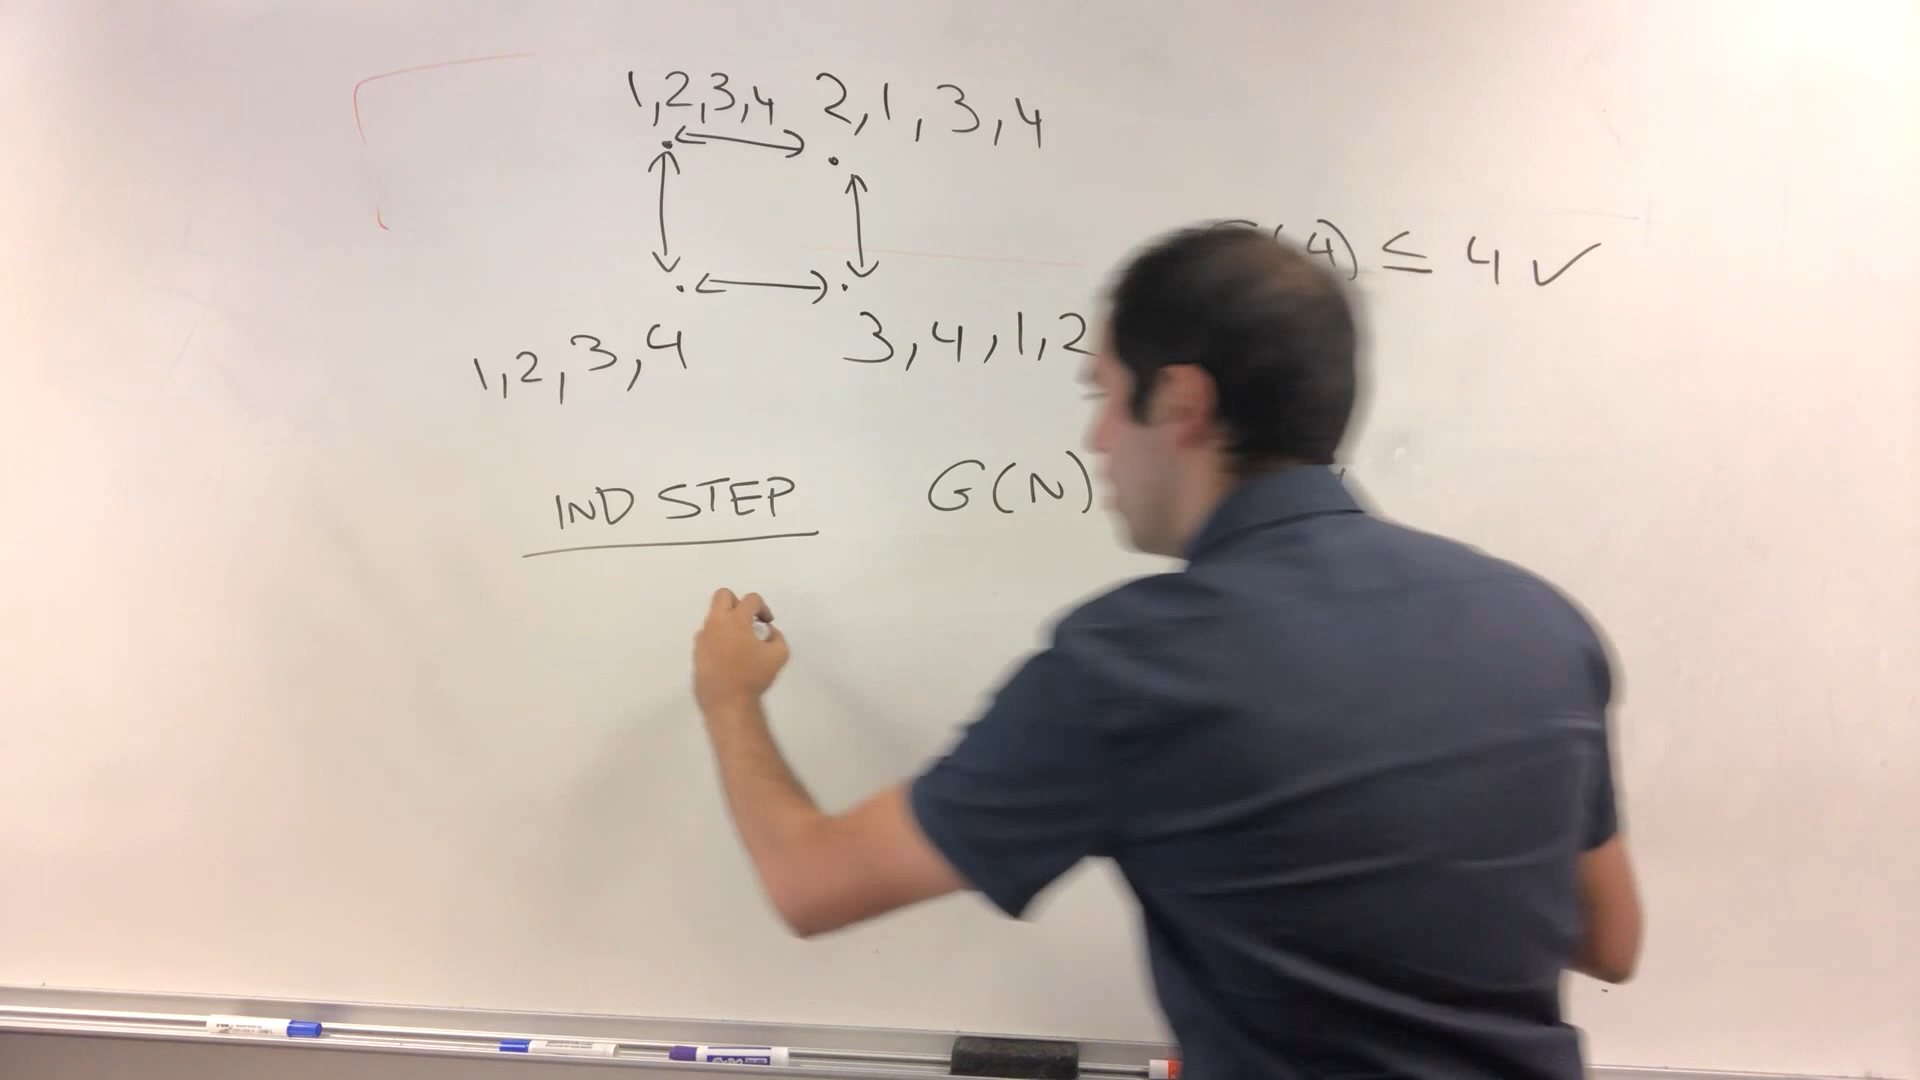 1,2,3,4 2,1,3,4
(4) ≤ 4 ✓
1,2,3,4 3,4,1,2
IND STEP G(N)